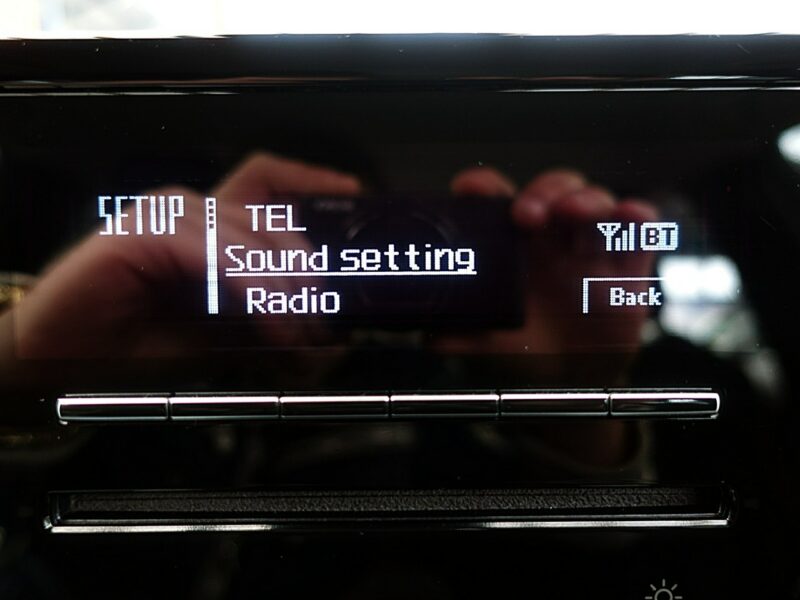 SETUP
TEL
Sound setting
Radio
BT
Back